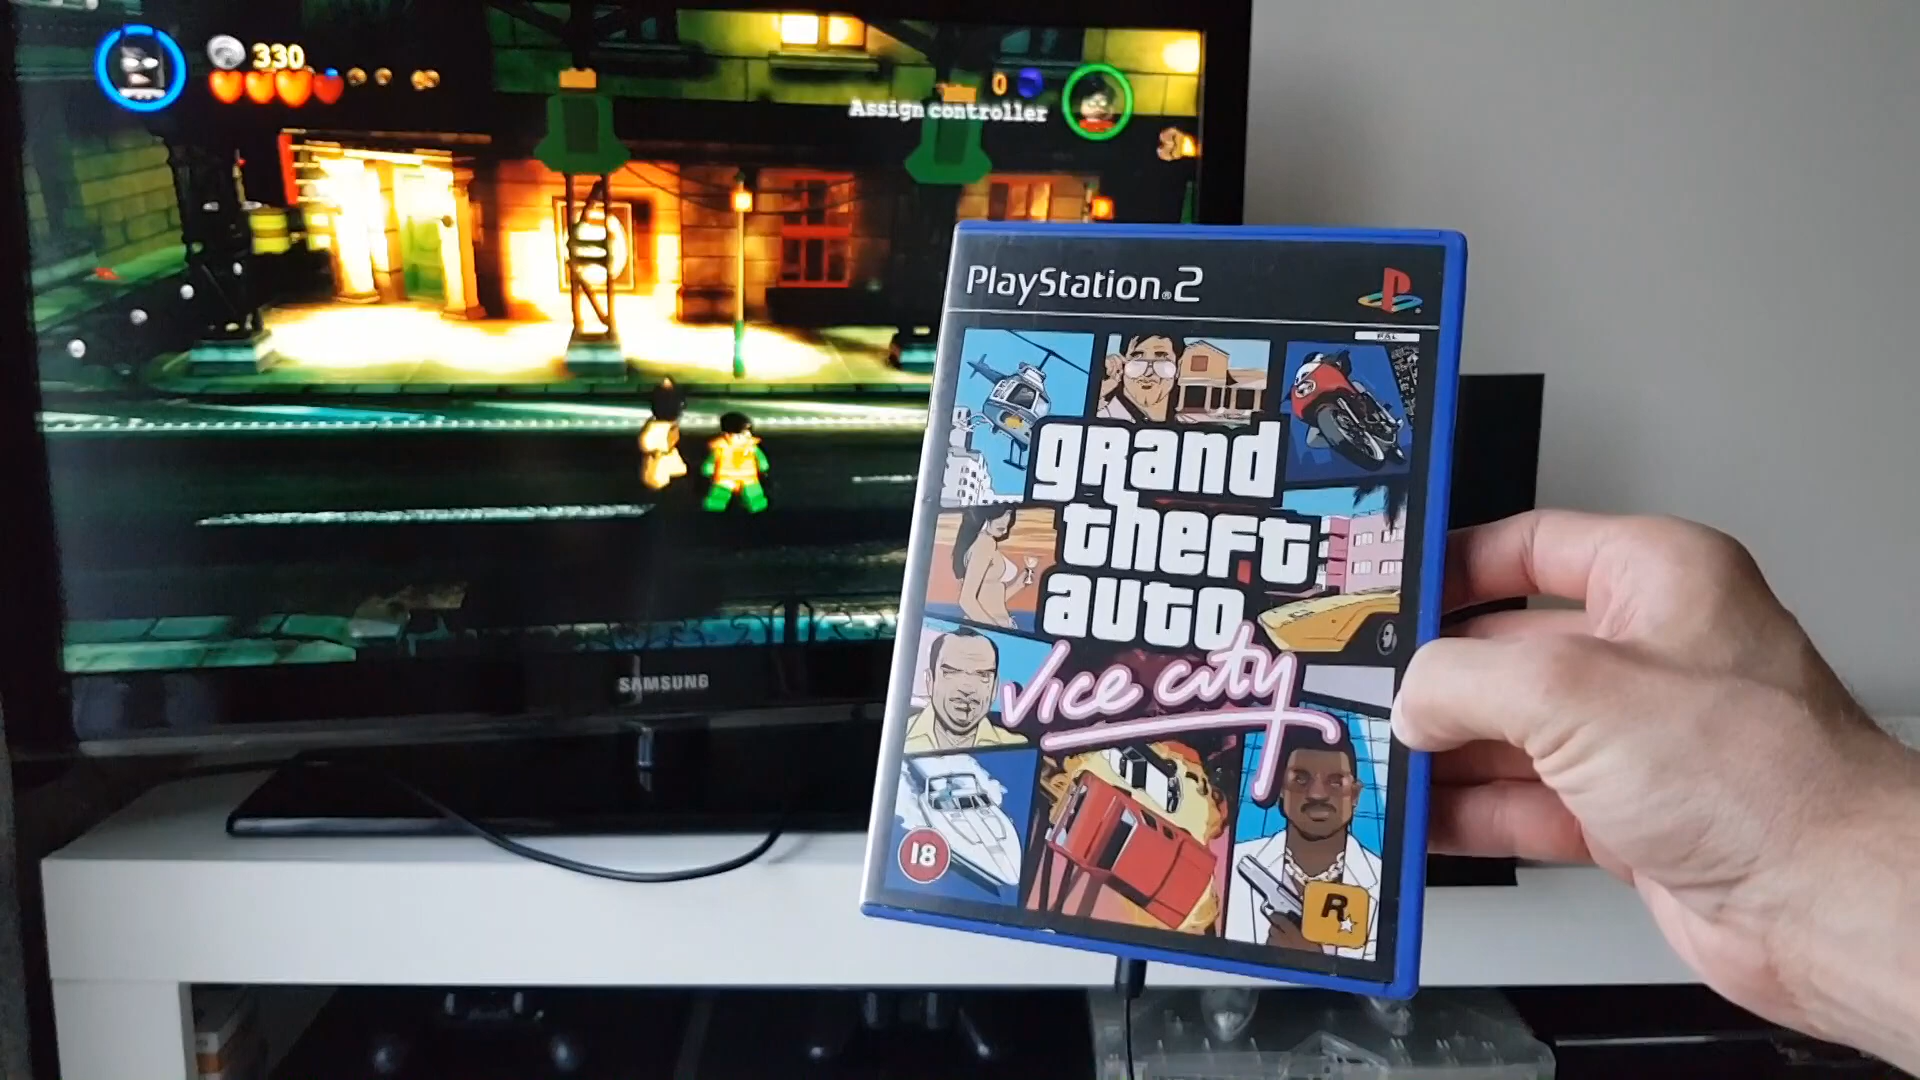 330
0
Assign controller
PlayStation®2
PAL
grand
theft
auto
vice city
18
R
SAMSUNG